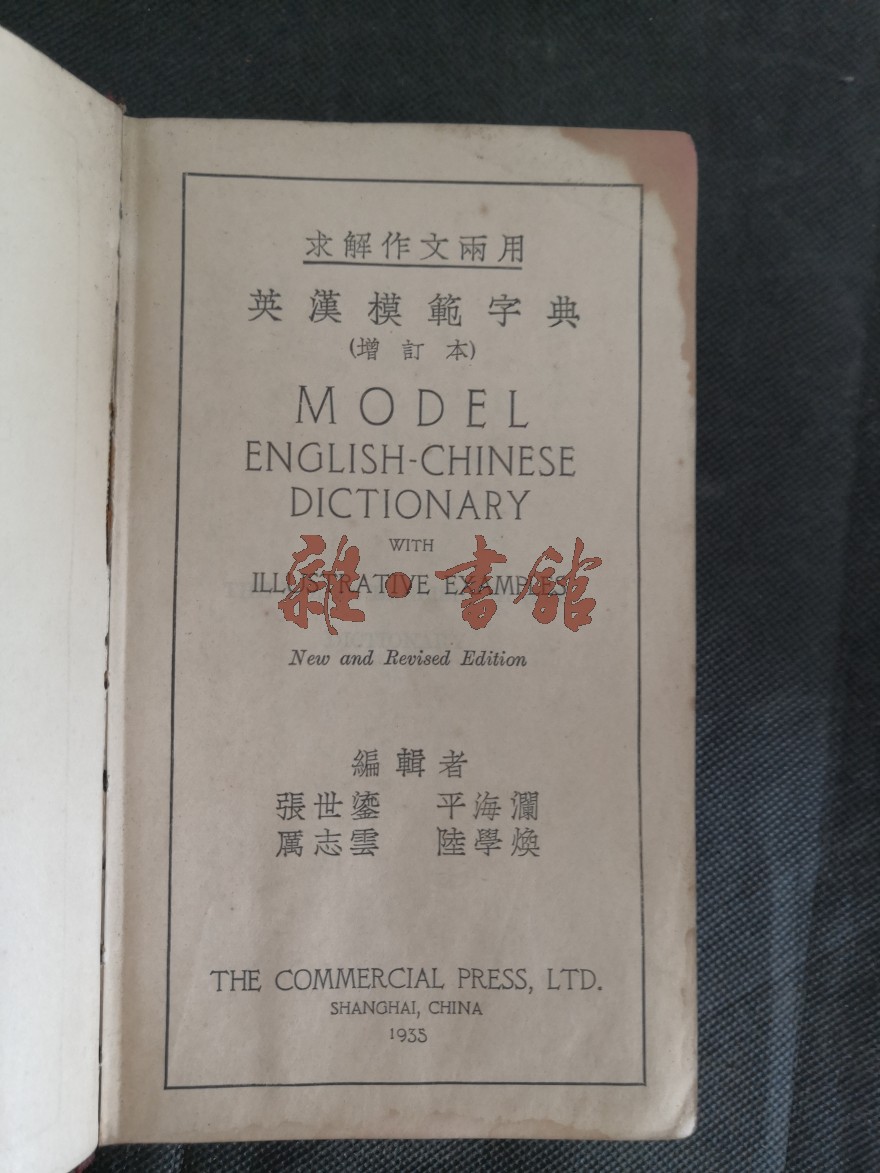 求解作文兩用
英漢模範字典
(增訂本)
MODEL
ENGLISH-CHINESE
DICTIONARY
WITH
ILLUSTRATIVE EXAMPLES
雜·書館
New and Revised Edition
編輯者
張世鎏 平海瀾
厲志雲 陸學煥
THE COMMERCIAL PRESS, LTD.
SHANGHAI, CHINA
1935